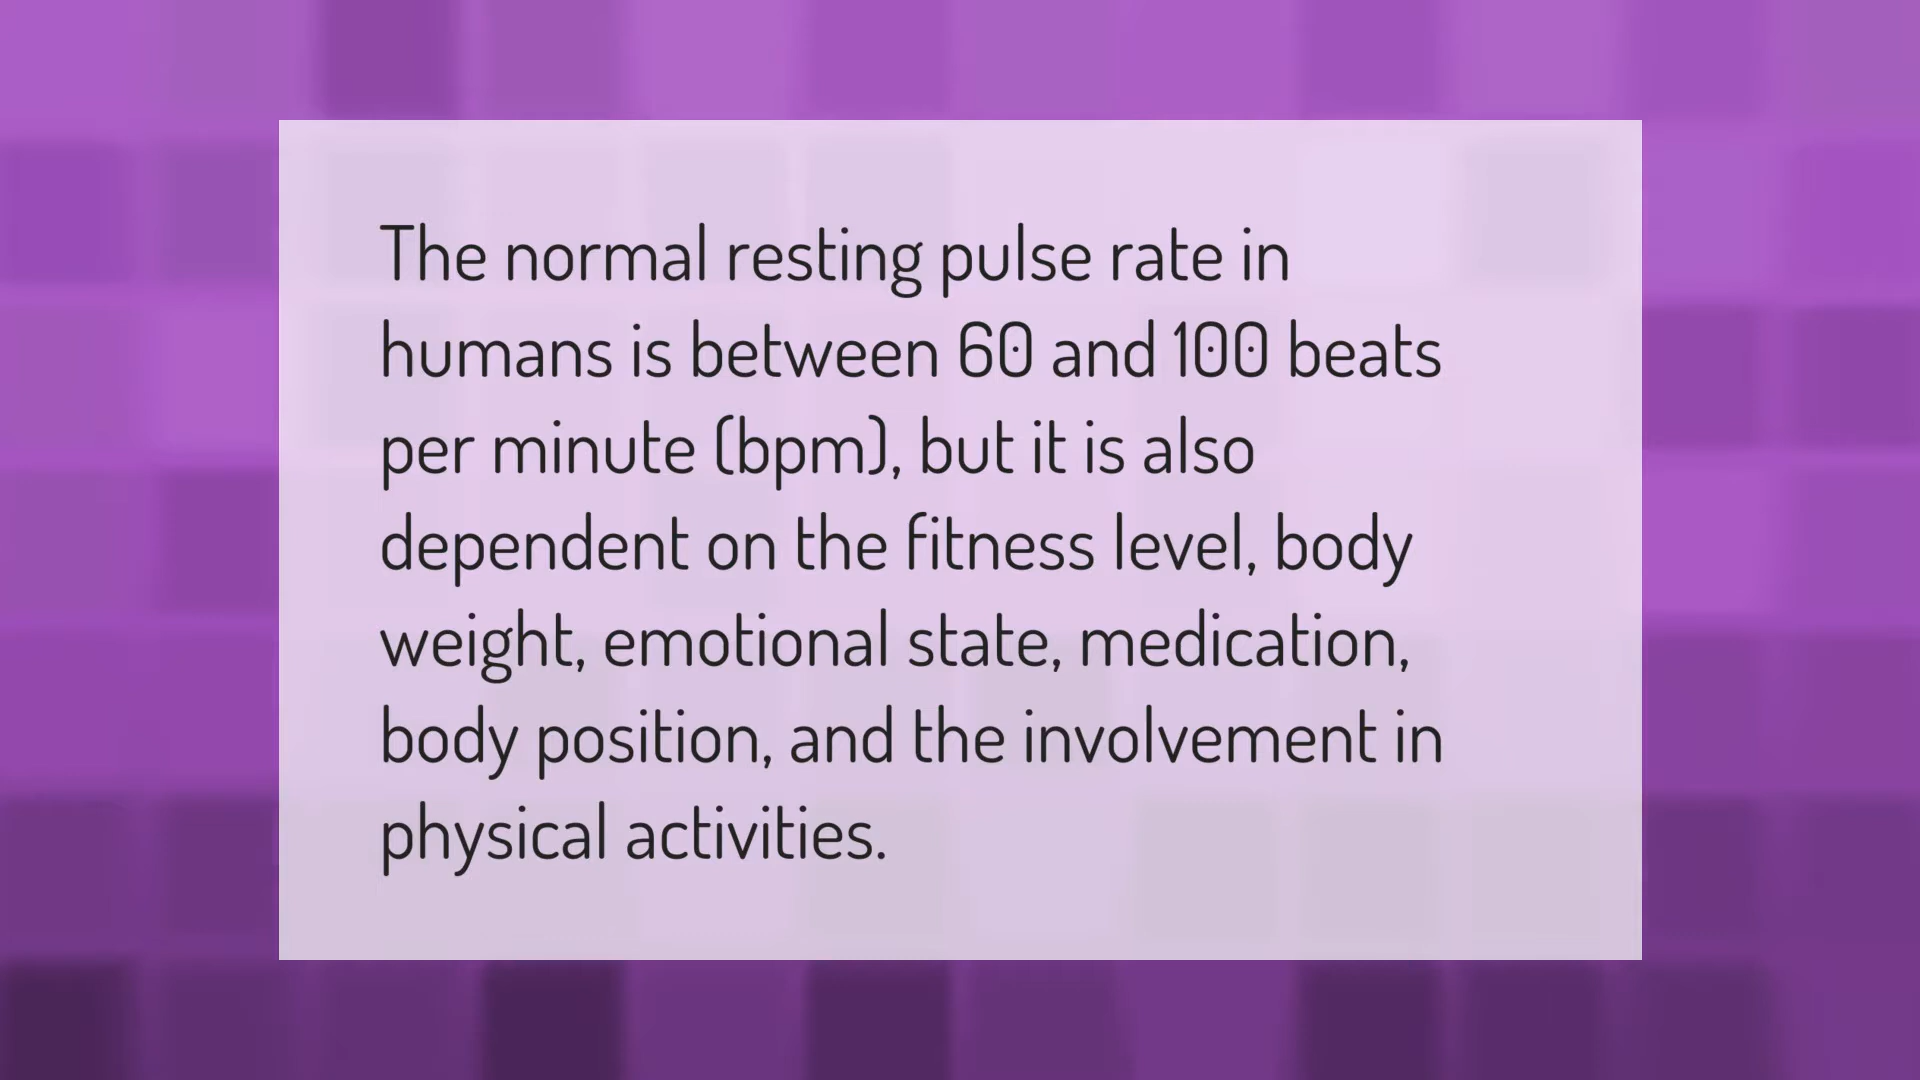 The normal resting pulse rate in
humans is between 60 and 100 beats
per minute (bpm), but it is also
dependent on the fitness level, body
weight, emotional state, medication,
body position, and the involvement in
physical activities.